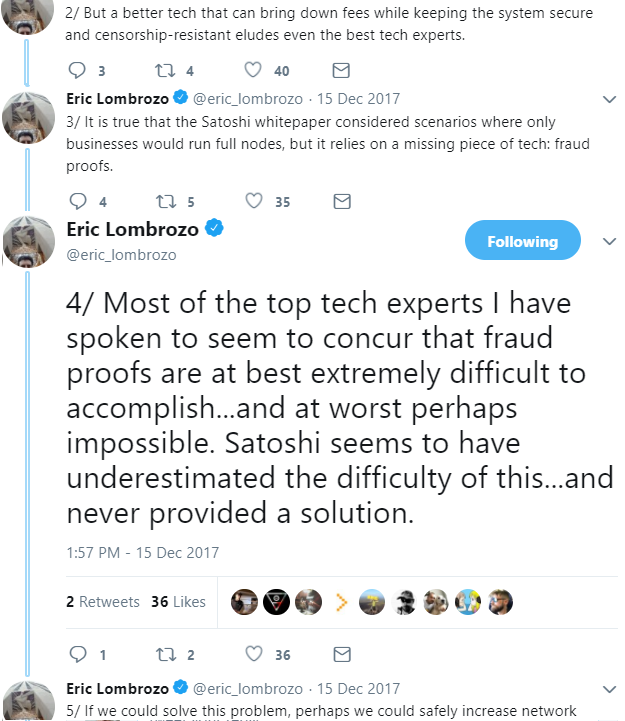 2/ But a better tech that can bring down fees while keeping the system secure
and censorship-resistant eludes even the best tech experts.
3 4 40
Eric Lombrozo @eric_lombrozo · 15 Dec 2017
3/ It is true that the Satoshi whitepaper considered scenarios where only
businesses would run full nodes, but it relies on a missing piece of tech: fraud
proofs.
4 5 35
Eric Lombrozo
Following
@eric_lombrozo
4/ Most of the top tech experts I have
spoken to seem to concur that fraud
proofs are at best extremely difficult to
accomplish...and at worst perhaps
impossible. Satoshi seems to have
underestimated the difficulty of this...and
never provided a solution.
1:57 PM - 15 Dec 2017
2 Retweets 36 Likes
1 2 36
Eric Lombrozo @eric_lombrozo · 15 Dec 2017
5/ If we could solve this problem, perhaps we could safely increase network